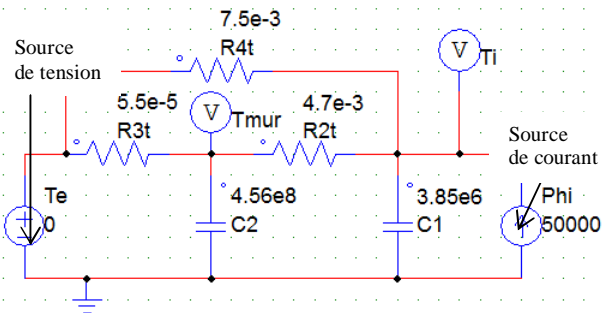 7.5e-3
R4t
Source
de tension
V
Ti
5.5e-5
R3t
V
Tmur
4.7e-3
R2t
Source
de courant
Te
0
4.56e8
C2
3.85e6
C1
Phi
50000